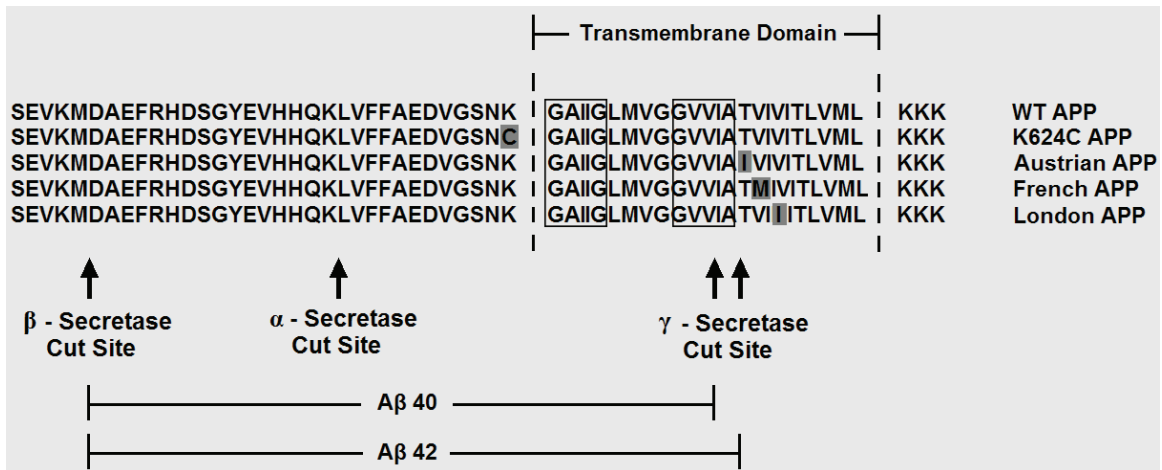 Transmembrane Domain
SEVKMDAEFRHDSGYEVHHQKLVFFAEDVGSNK GAIIGLMVGGVVIATVIVITLVML KKK WT APP
SEVKMDAEFRHDSGYEVHHQKLVFFAEDVGSNC GAIIGLMVGGVVIATVIVITLVML KKK K624C APP
SEVKMDAEFRHDSGYEVHHQKLVFFAEDVGSNK GAIIGLMVGGVVIAIVIVITLVML KKK Austrian APP
SEVKMDAEFRHDSGYEVHHQKLVFFAEDVGSNK GAIIGLMVGGVVIATMIVITLVML KKK French APP
SEVKMDAEFRHDSGYEVHHQKLVFFAEDVGSNK GAIIGLMVGGVVIATVIIITLVML KKK London APP
β - Secretase
Cut Site
α - Secretase
Cut Site
γ - Secretase
Cut Site
Aβ 40
Aβ 42